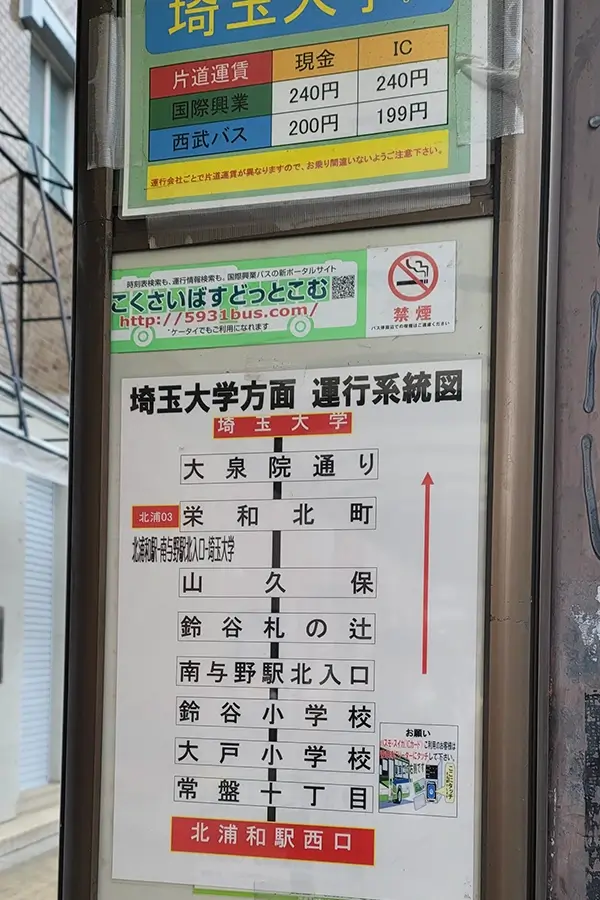 埼玉大学
片道運賃 現金 IC
国際興業 240円 240円
西武バス 200円 199円
運行会社ごとで片道運賃が異なりますので、お乗り間違いないようご注意下さい。
時刻表検索も、運行情報検索も、国際興業バスの新ポータルサイト
こくさいばすどっとこむ
http://5931bus.com/
*ケータイでもご利用になれます
禁煙
埼玉大学方面 運行系統図
埼玉大学
大泉院通り
北浦03
栄和北町
北浦和駅-南与野駅北入口-埼玉大学
山久保
鈴谷札の辻
南与野駅北入口
鈴谷小学校
大戸小学校
常盤十丁目
北浦和駅西口
お願い